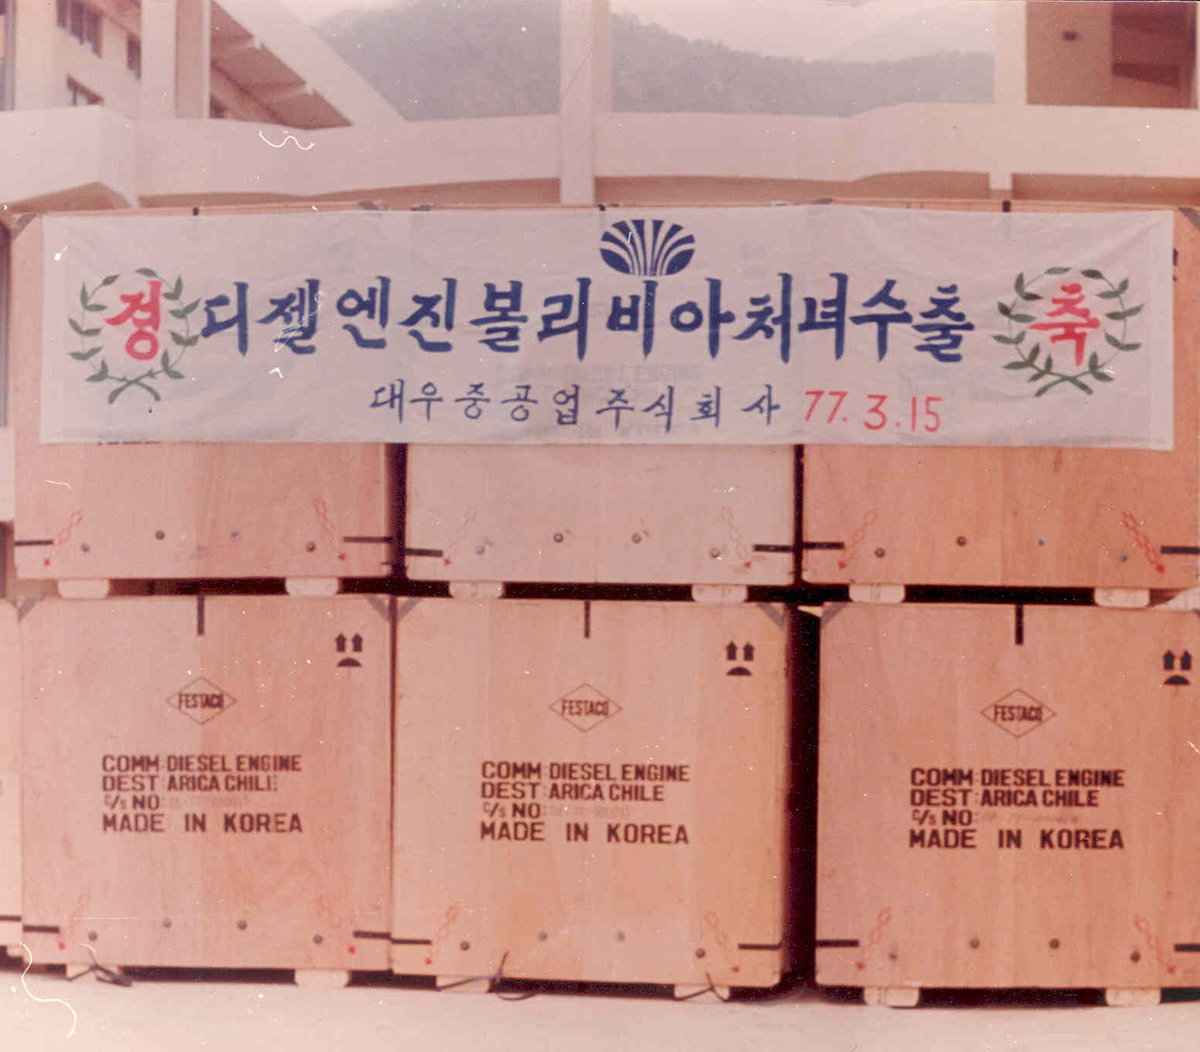 경 디젤엔진볼리비아처녀수출 축
대우중공업주식회사 77.3.15
FESTACO
COMM:DIESEL ENGINE
DEST:ARICA CHILE
C/S NO:
MADE IN KOREA
FESTACO
COMM:DIESEL ENGINE
DEST:ARICA CHILE
C/S NO:
MADE IN KOREA
FESTACO
COMM:DIESEL ENGINE
DEST:ARICA CHILE
C/S NO:
MADE IN KOREA